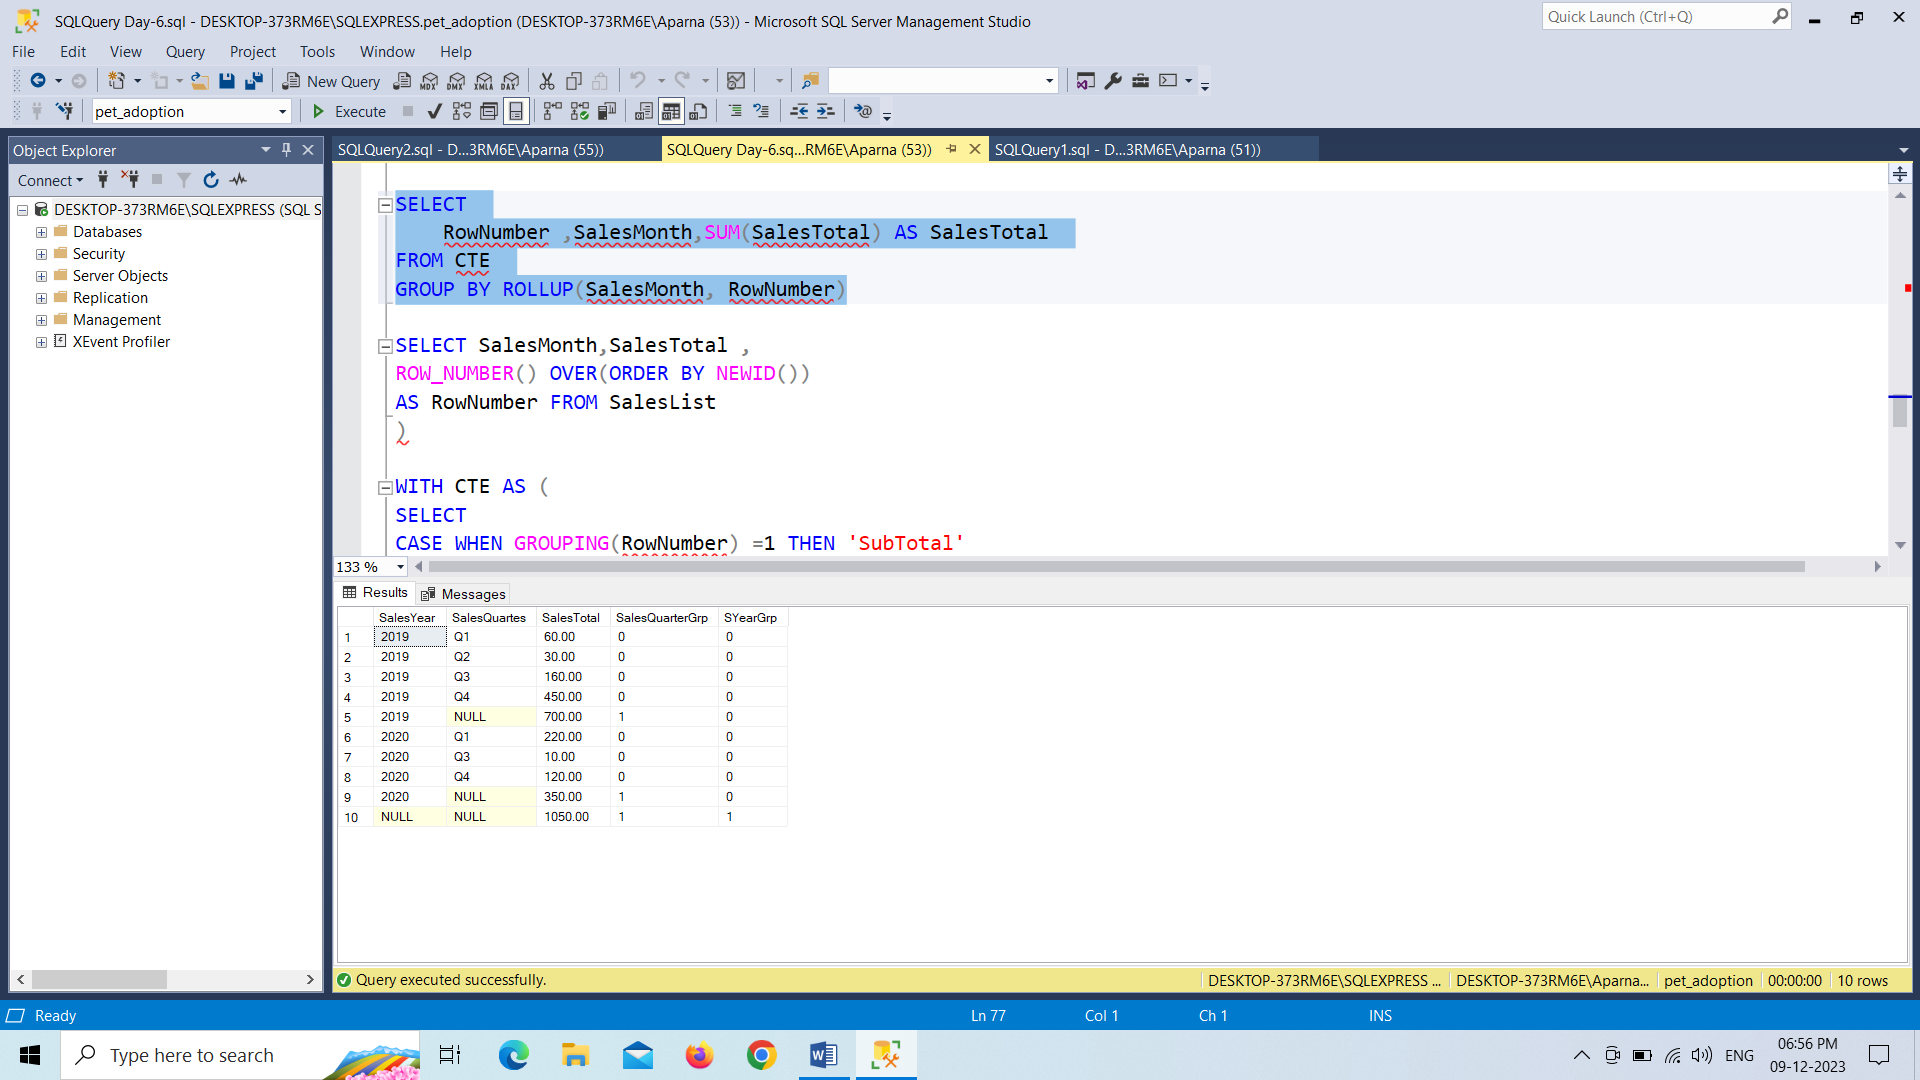 SQLQuery Day-6.sql - DESKTOP-373RM6E\SQLEXPRESS.pet_adoption (DESKTOP-373RM6E\Aparna (53)) - Microsoft SQL Server Management Studio
Quick Launch (Ctrl+Q)
File Edit View Query Project Tools Window Help
New Query MDX DMX XMLA DAX
pet_adoption Execute
Object Explorer
SQLQuery2.sql - D...3RM6E\Aparna (55))
SQLQuery Day-6.sq...RM6E\Aparna (53))
SQLQuery1.sql - D...3RM6E\Aparna (51))
Connect
DESKTOP-373RM6E\SQLEXPRESS (SQL S
Databases
Security
Server Objects
Replication
Management
XEvent Profiler
SELECT
RowNumber ,SalesMonth,SUM(SalesTotal) AS SalesTotal
FROM CTE
GROUP BY ROLLUP(SalesMonth, RowNumber)
SELECT SalesMonth,SalesTotal ,
ROW_NUMBER() OVER(ORDER BY NEWID())
AS RowNumber FROM SalesList
)
WITH CTE AS (
SELECT
CASE WHEN GROUPING(RowNumber) =1 THEN 'SubTotal'
133 %
Results Messages
SalesYear SalesQuartes SalesTotal SalesQuarterGrp SYearGrp
1 2019 Q1 60.00 0 0
2 2019 Q2 30.00 0 0
3 2019 Q3 160.00 0 0
4 2019 Q4 450.00 0 0
5 2019 NULL 700.00 1 0
6 2020 Q1 220.00 0 0
7 2020 Q3 10.00 0 0
8 2020 Q4 120.00 0 0
9 2020 NULL 350.00 1 0
10 NULL NULL 1050.00 1 1
Query executed successfully. DESKTOP-373RM6E\SQLEXPRESS ... DESKTOP-373RM6E\Aparna... pet_adoption 00:00:00 10 rows
Ready Ln 77 Col 1 Ch 1 INS
Type here to search
ENG
06:56 PM
09-12-2023